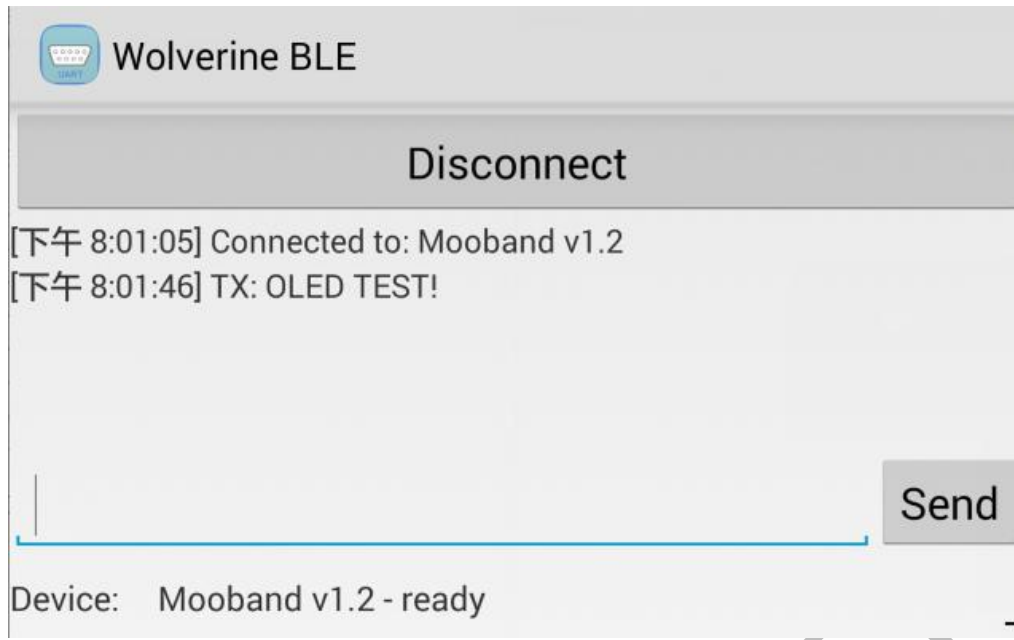 UART
Wolverine BLE
Disconnect
[下午 8:01:05] Connected to: Mooband v1.2
[下午 8:01:46] TX: OLED TEST!
Send
Device: Mooband v1.2 - ready